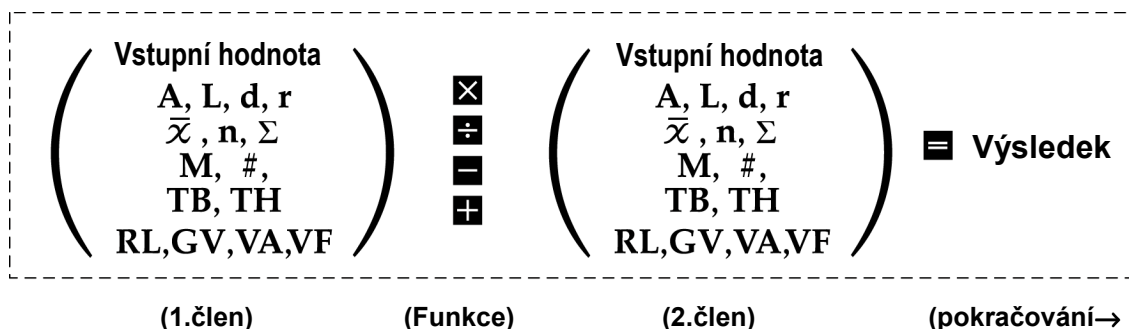 Vstupní hodnota
A, L, d, r
x̅ , n, Σ
M, #,
TB, TH
RL,GV,VA,VF
×
÷
−
+
Vstupní hodnota
A, L, d, r
x̅ , n, Σ
M, #,
TB, TH
RL,GV,VA,VF
= Výsledek
(1.člen) (Funkce) (2.člen) (pokračování→